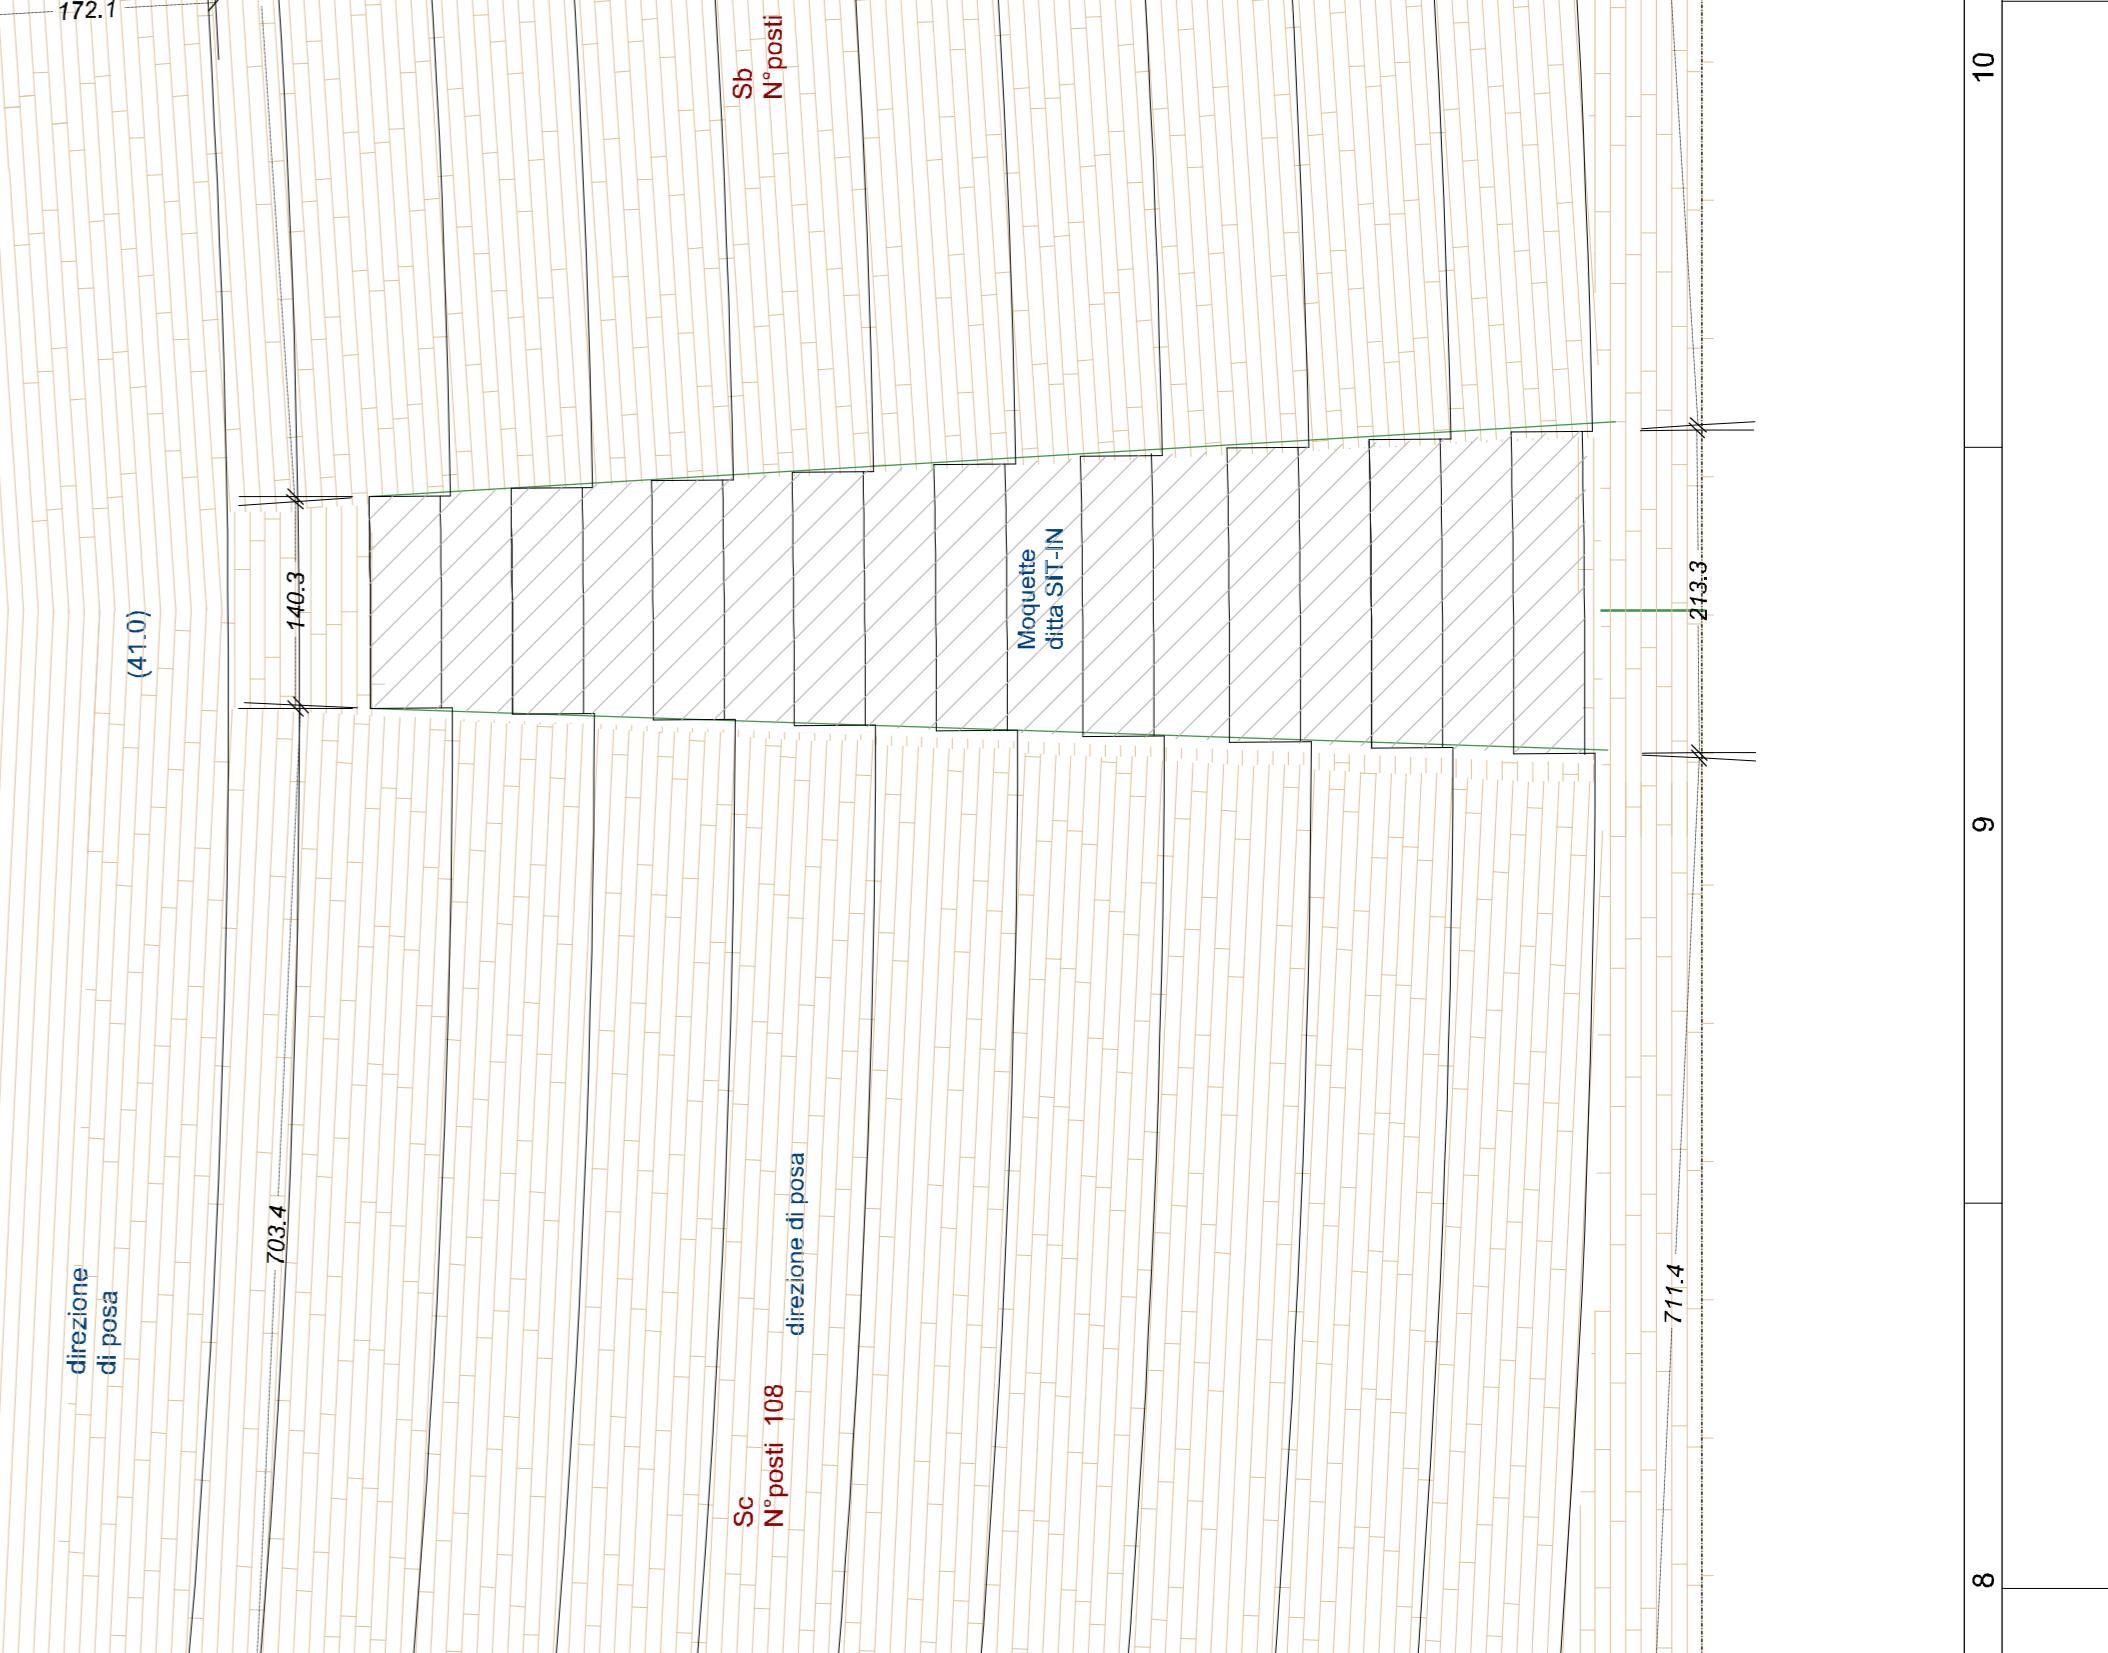 172.1
Sb
N°posti
10
140.3
(41.0)
Moquette
ditta SIT-IN
213.3
9
703.4
direzione
di posa
direzione di posa
711.4
Sc
N°posti 108
8